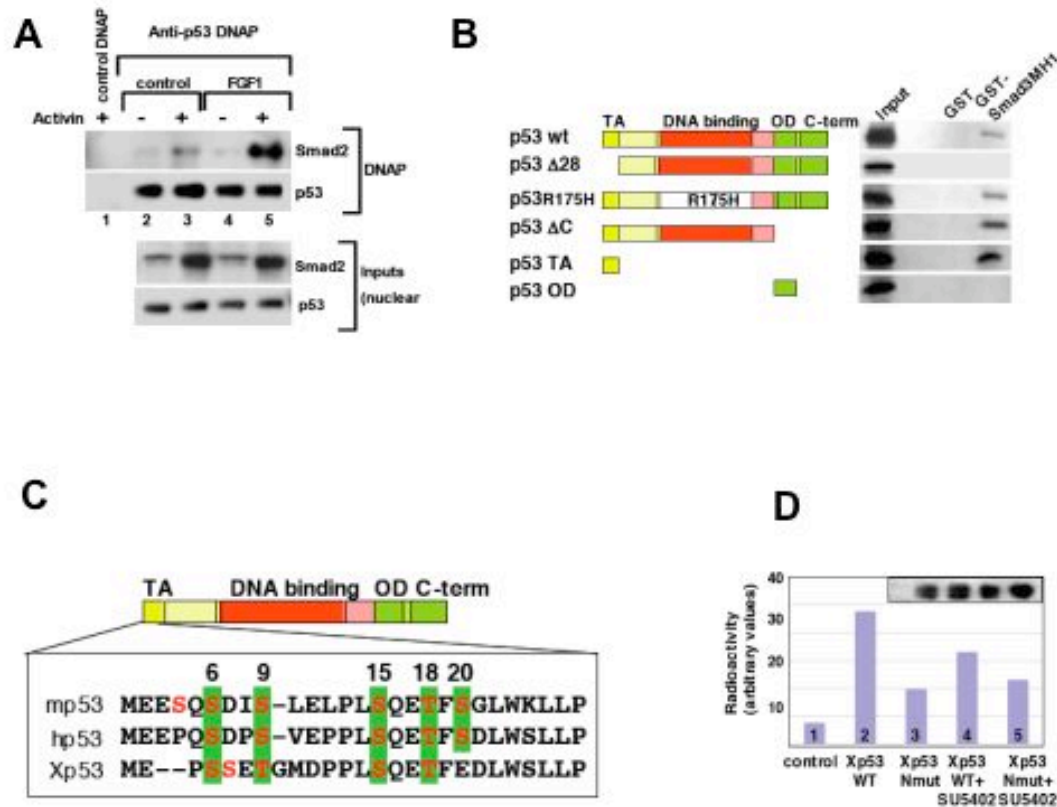 A
control DNAP
Anti-p53 DNAP
control FGF1
Activin + - + - +
Smad2
p53
DNAP
1 2 3 4 5
Smad2
p53
Inputs
(nuclear
B
TA DNA binding OD C-term
Input GST GST-Smad3MH1
p53 wt
p53 Δ28
p53R175H R175H
p53 ΔC
p53 TA
p53 OD
C
TA DNA binding OD C-term
6 9 15 18 20
mp53 MEESQSDIS-LELPLSQETFSGLWKLLP
hp53 MEEPQSDPS-VEPPLSQETFSDLWSLLP
Xp53 ME--PSSETGMDPPLSQETFEDLWSLLP
D
Radioactivity
(arbitrary values)
40
30
20
10
1 2 3 4 5
control Xp53 Xp53 Xp53 Xp53
WT Nmut WT+ Nmut+
SU5402 SU5402